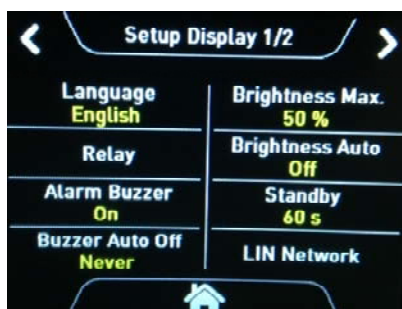 Setup Display 1/2
Language
English
Relay
Alarm Buzzer
On
Buzzer Auto Off
Never
Brightness Max.
50 %
Brightness Auto
Off
Standby
60 s
LIN Network